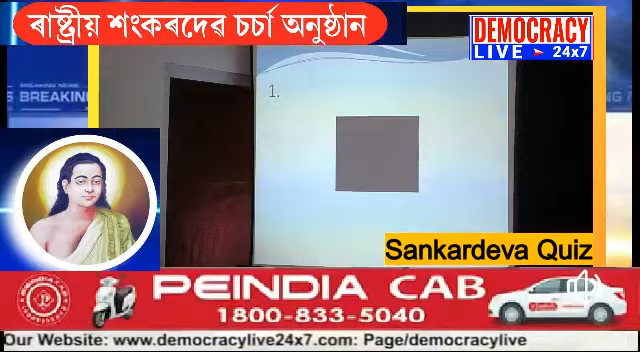 ৰাষ্ট্ৰীয় শংকৰদেৱ চৰ্চা অনুষ্ঠান
DEMOCRACY
LIVE 24x7
BREAKIN
1.
Sankardeva Quiz
PEINDIA CAB
1800-833-5040
Our Website: www.democracylive24x7.com: Page/democracylive